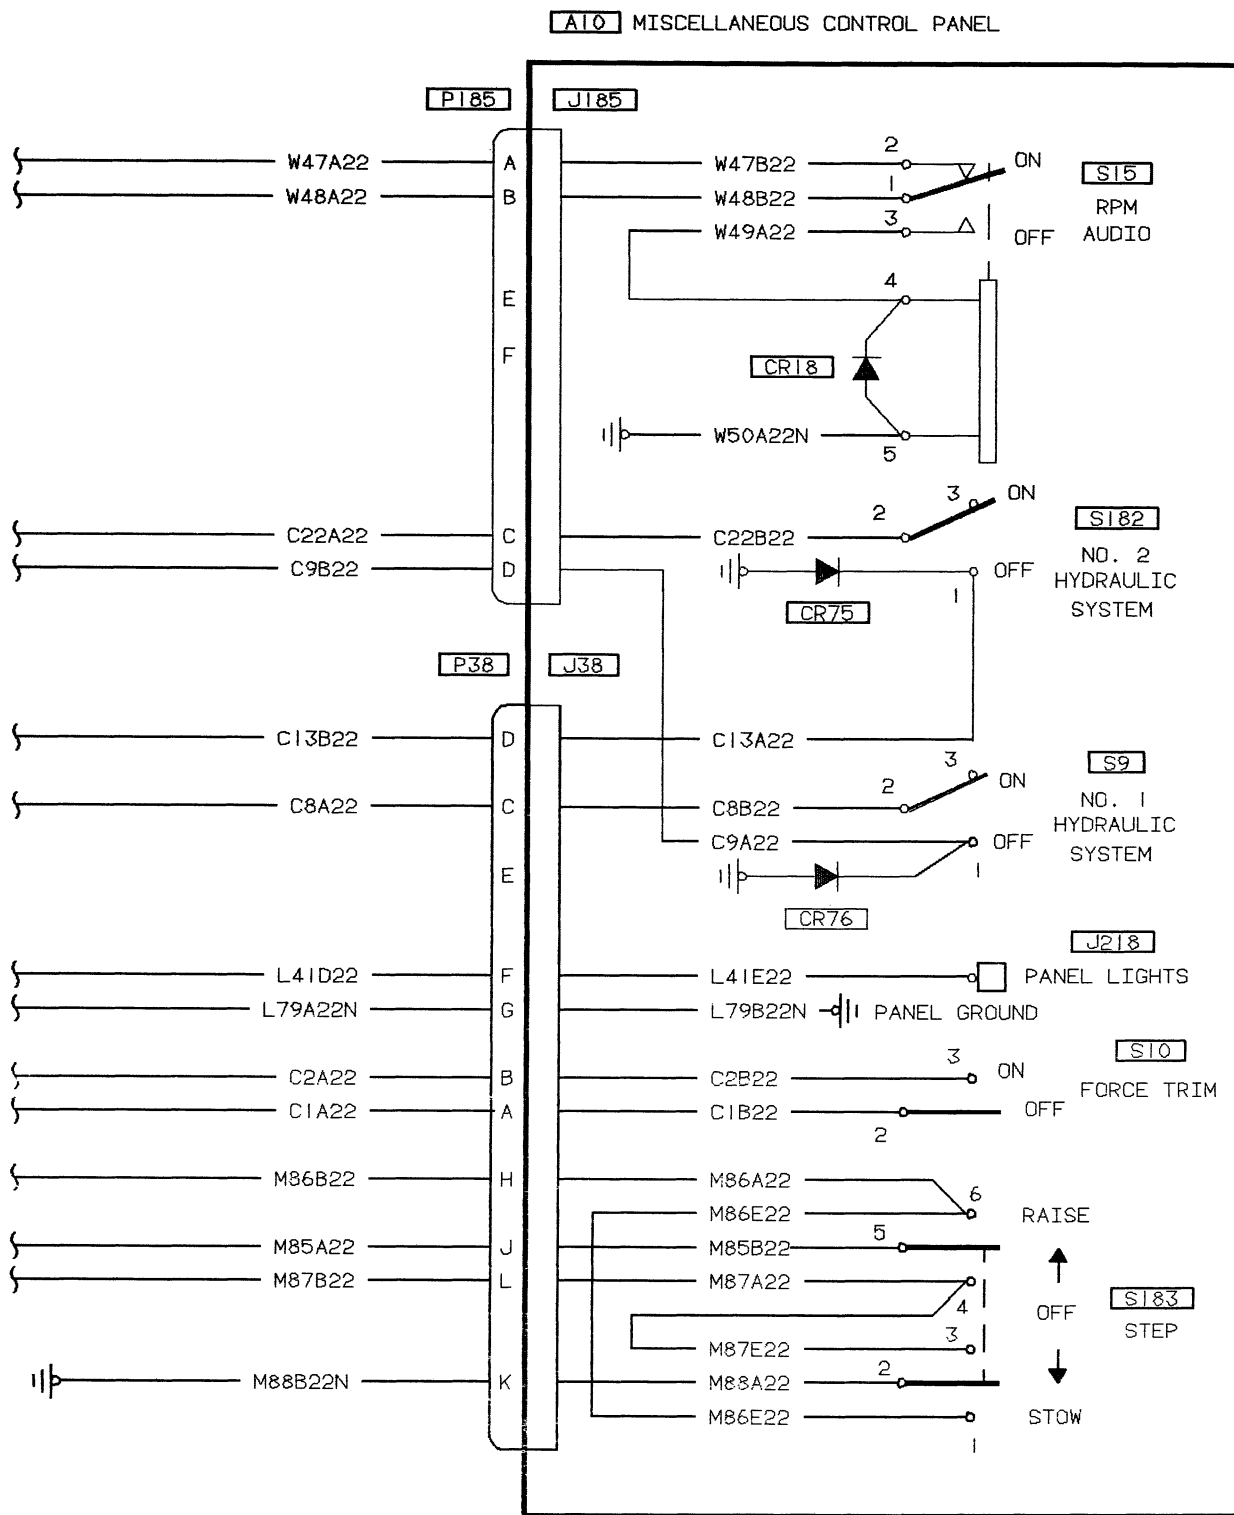 A10 MISCELLANEOUS CONTROL PANEL
P185 J185
W47A22 A W47B22 2 ON
W48A22 B W48B22 1 S15
W49A22 3 OFF RPM AUDIO
E 4
F CR18
W50A22N 5
3 ON
C22A22 C C22B22 2 S182
C9B22 D 1 OFF NO. 2
HYDRAULIC
CR75 SYSTEM
P38 J38
C13B22 D C13A22
3 ON S9
C8A22 C C8B22 2 NO. 1
C9A22 OFF HYDRAULIC
SYSTEM
E 1
CR76
J218
L41D22 F L41E22 PANEL LIGHTS
L79A22N G L79B22N PANEL GROUND
S10
C2A22 B C2B22 3 ON
FORCE TRIM
C1A22 A C1B22 2 OFF
M86B22 H M86A22
M86E22 6 RAISE
M85A22 J M85B22 5
M87B22 L M87A22 4
OFF S183
M87E22 3 STEP
M88B22N K M88A22 2
M86E22 1 STOW